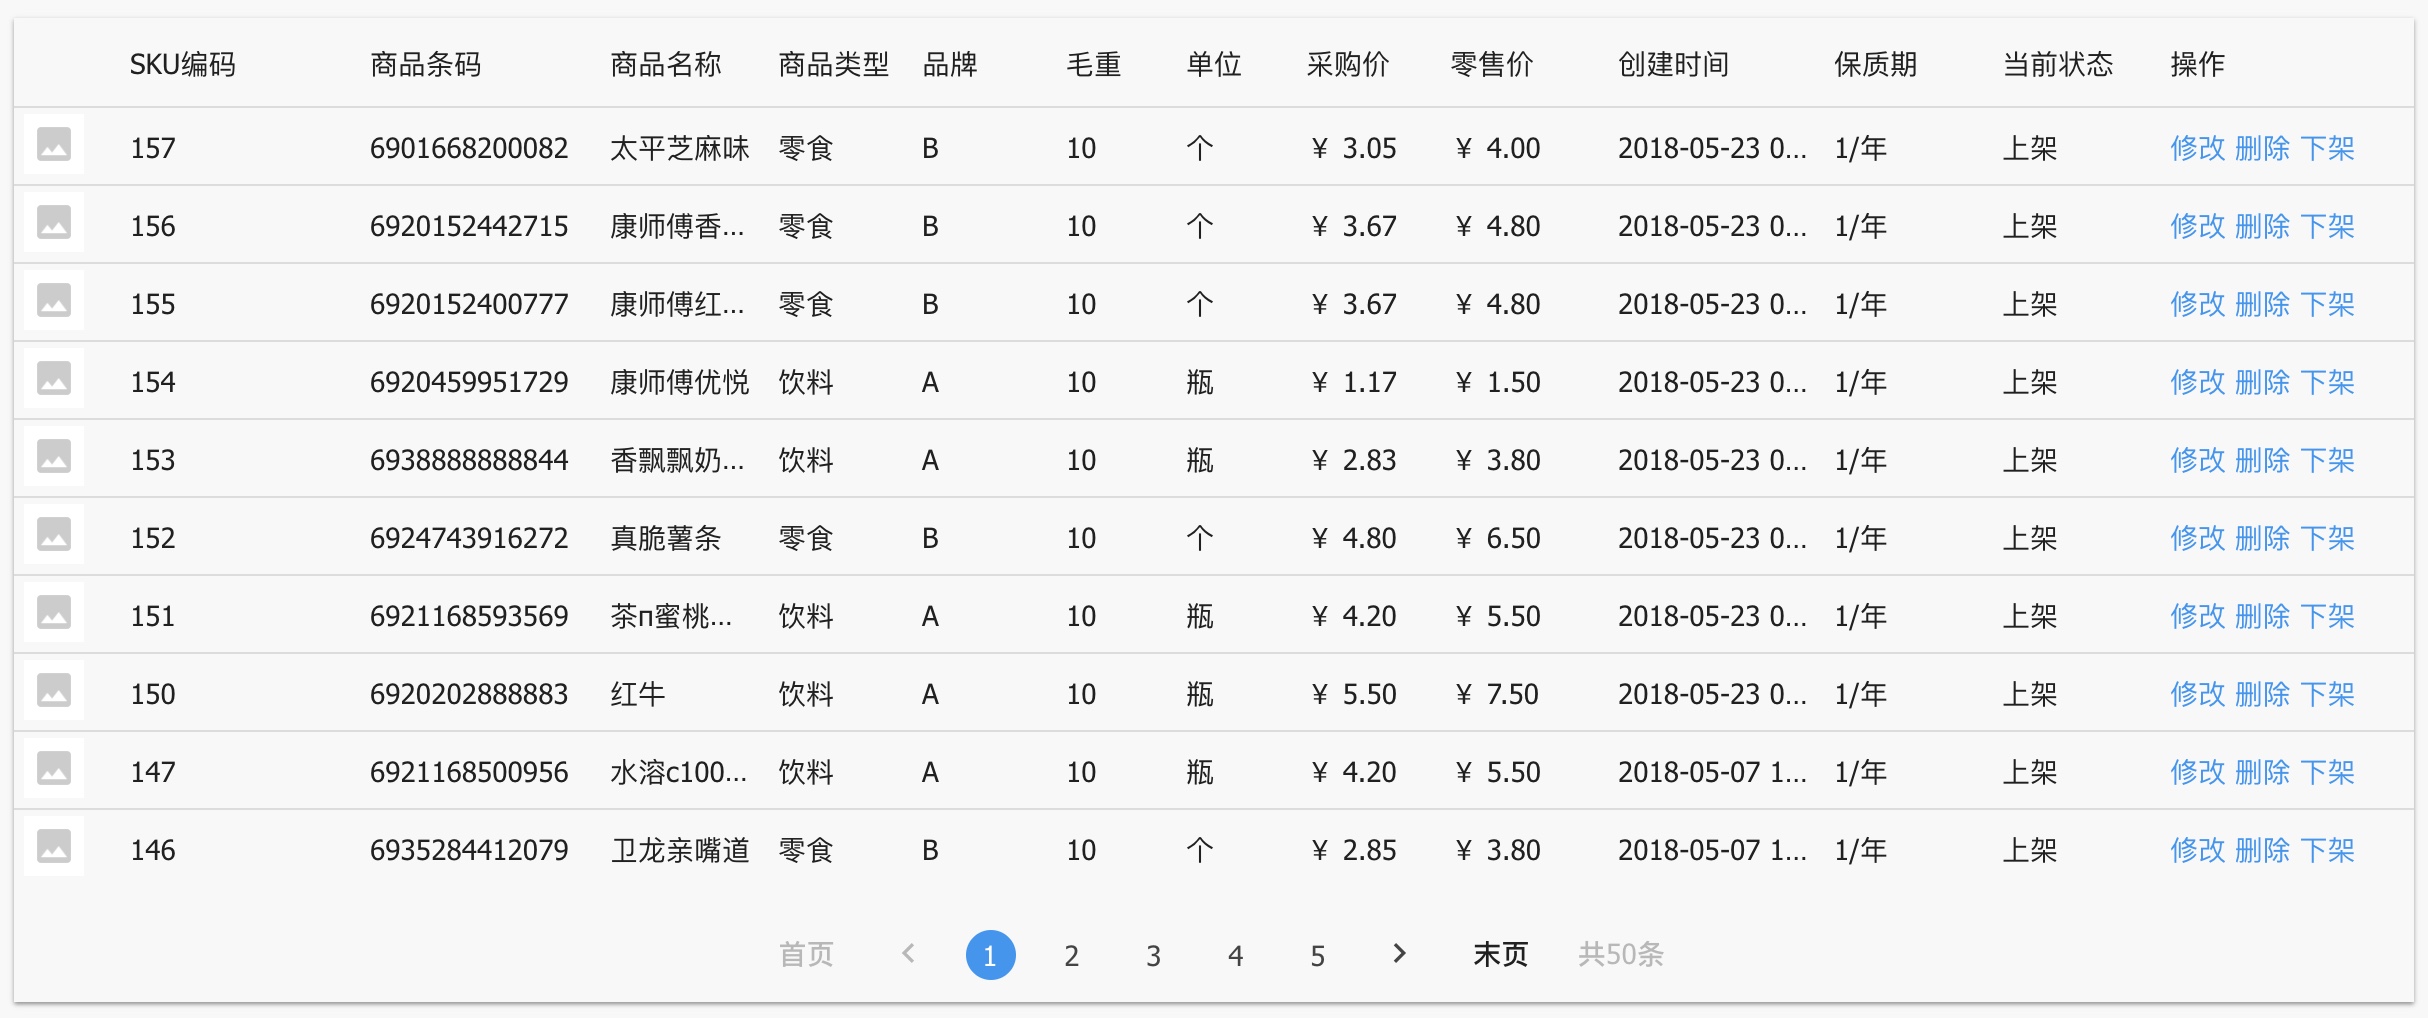 SKU编码 商品条码 商品名称 商品类型 品牌 毛重 单位 采购价 零售价 创建时间 保质期 当前状态 操作
157 6901668200082 太平芝麻味 零食 B 10 个 ¥ 3.05 ¥ 4.00 2018-05-23 0... 1/年 上架 修改 删除 下架
156 6920152442715 康师傅香... 零食 B 10 个 ¥ 3.67 ¥ 4.80 2018-05-23 0... 1/年 上架 修改 删除 下架
155 6920152400777 康师傅红... 零食 B 10 个 ¥ 3.67 ¥ 4.80 2018-05-23 0... 1/年 上架 修改 删除 下架
154 6920459951729 康师傅优悦 饮料 A 10 瓶 ¥ 1.17 ¥ 1.50 2018-05-23 0... 1/年 上架 修改 删除 下架
153 6938888888844 香飘飘奶... 饮料 A 10 瓶 ¥ 2.83 ¥ 3.80 2018-05-23 0... 1/年 上架 修改 删除 下架
152 6924743916272 真脆薯条 零食 B 10 个 ¥ 4.80 ¥ 6.50 2018-05-23 0... 1/年 上架 修改 删除 下架
151 6921168593569 茶π蜜桃... 饮料 A 10 瓶 ¥ 4.20 ¥ 5.50 2018-05-23 0... 1/年 上架 修改 删除 下架
150 6920202888883 红牛 饮料 A 10 瓶 ¥ 5.50 ¥ 7.50 2018-05-23 0... 1/年 上架 修改 删除 下架
147 6921168500956 水溶c100... 饮料 A 10 瓶 ¥ 4.20 ¥ 5.50 2018-05-07 1... 1/年 上架 修改 删除 下架
146 6935284412079 卫龙亲嘴道 零食 B 10 个 ¥ 2.85 ¥ 3.80 2018-05-07 1... 1/年 上架 修改 删除 下架
首页 1 2 3 4 5 末页 共50条